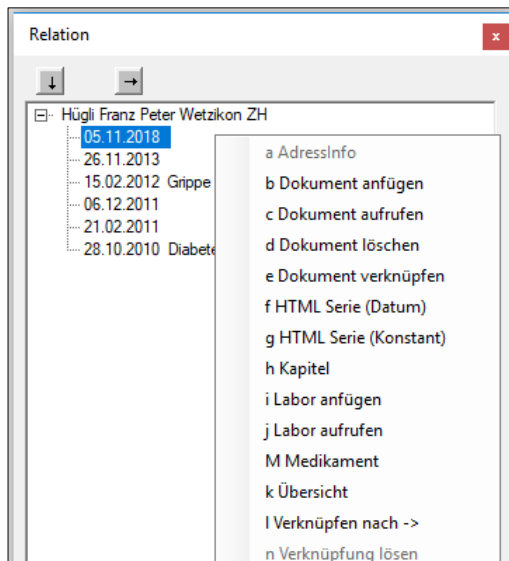 Relation
x
↓ →
Hügli Franz Peter Wetzikon ZH
05.11.2018
26.11.2013
15.02.2012 Grippe
06.12.2011
21.02.2011
28.10.2010 Diabete
a AdressInfo
b Dokument anfügen
c Dokument aufrufen
d Dokument löschen
e Dokument verknüpfen
f HTML Serie (Datum)
g HTML Serie (Konstant)
h Kapitel
i Labor anfügen
j Labor aufrufen
M Medikament
k Übersicht
l Verknüpfen nach ->
n Verknüpfung lösen